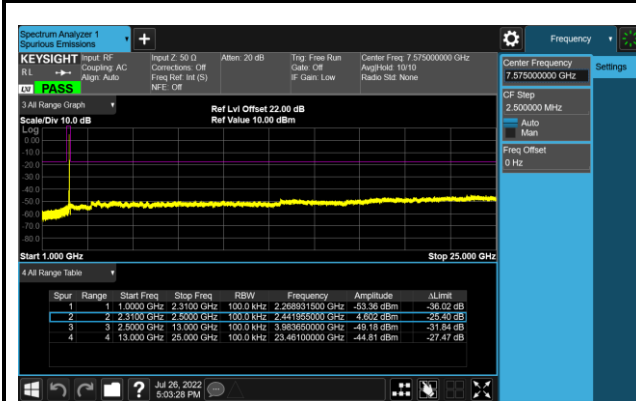 Spectrum Analyzer 1
Spurious Emissions
Frequency
KEYSIGHT
Input: RF
Coupling: AC
Align: Auto
Input Z: 50 Ω
Corrections: Off
Freq Ref: Int (S)
NFE: Off
Atten: 20 dB
Trig: Free Run
Gate: Off
IF Gain: Low
Center Freq: 7.575000000 GHz
Avg|Hold: 10/10
Radio Std: None
R L
LXI
PASS
Center Frequency
7.575000000 GHz
Settings
CF Step
2.500000 MHz
Auto
Man
Freq Offset
0 Hz
3 All Range Graph
Scale/Div 10.0 dB
Ref Lvl Offset 22.00 dB
Ref Value 10.00 dBm
Log
0.00
-10.0
-20.0
-30.0
-40.0
-50.0
-60.0
-70.0
-80.0
Start 1.000 GHz
Stop 25.000 GHz
4 All Range Table
Spur Range Start Freq Stop Freq RBW Frequency Amplitude ΔLimit
1 1 1.0000 GHz 2.3100 GHz 100.0 kHz 2.268931500 GHz -53.36 dBm -36.02 dB
2 2 2.3100 GHz 2.5000 GHz 100.0 kHz 2.441955000 GHz 4.602 dBm -25.40 dB
3 3 2.5000 GHz 13.000 GHz 100.0 kHz 3.983650000 GHz -49.18 dBm -31.84 dB
4 4 13.000 GHz 25.000 GHz 100.0 kHz 23.46100000 GHz -44.81 dBm -27.47 dB
Jul 26, 2022
5:03:28 PM